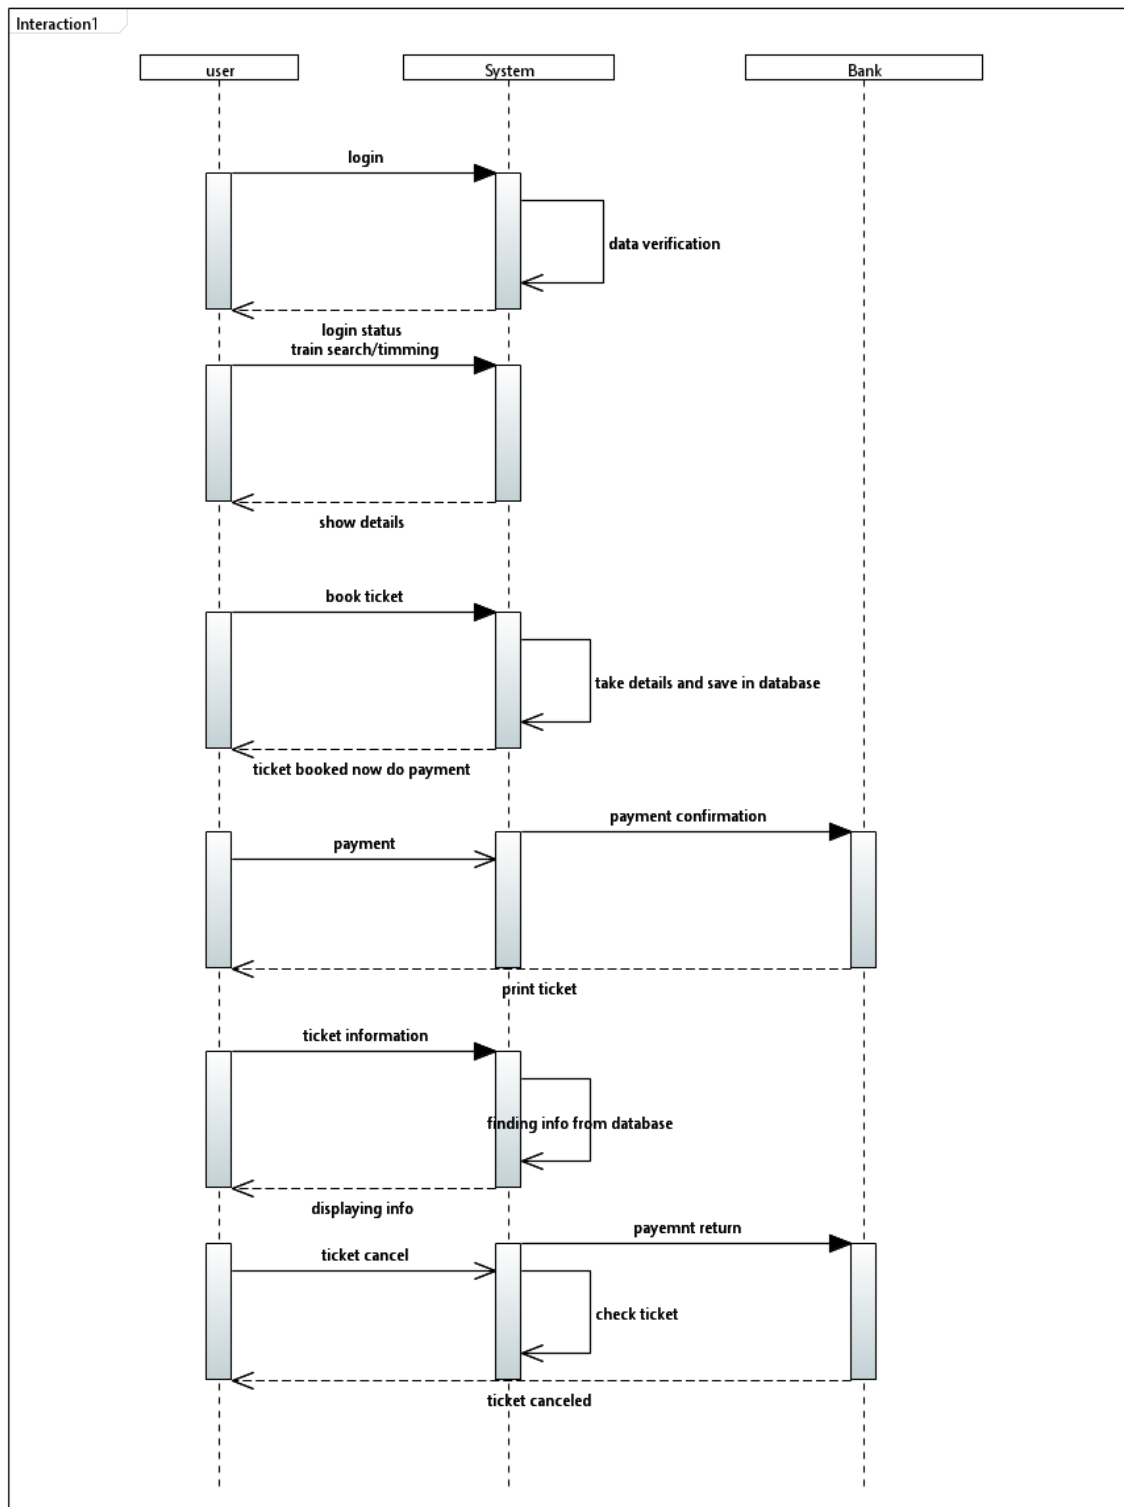 Interaction1
user
System
Bank
login
data verification
login status
train search/timming
show details
book ticket
take details and save in database
ticket booked now do payment
payment confirmation
payment
print ticket
ticket information
finding info from database
displaying info
payemnt return
ticket cancel
check ticket
ticket canceled